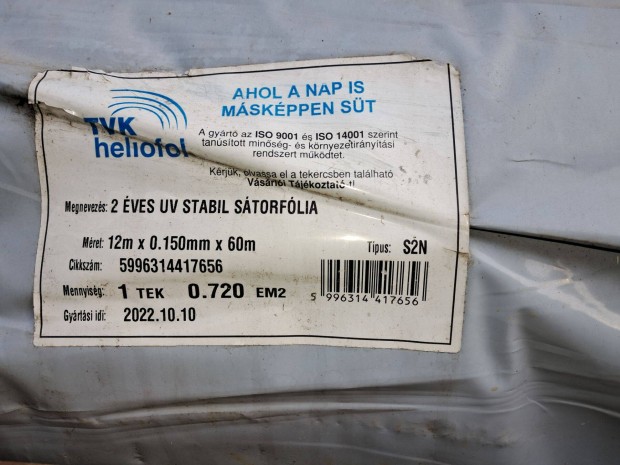 TVK
heliofol
AHOL A NAP IS
MÁSKÉPPEN SÜT
A gyártó az ISO 9001 és ISO 14001 szerint
tanúsított minőség- és környezetirányítási
rendszert működtet.
Kérjük, olvassa el a tekercsben található
Vásárlói Tájékoztatót!
Megnevezés: 2 ÉVES UV STABIL SÁTORFÓLIA
Méret: 12m x 0.150mm x 60m
Típus: S2N
Cikkszám: 5996314417656
Mennyiség: 1 TEK 0.720 EM2
5 996314 417656
Gyártási idő: 2022.10.10